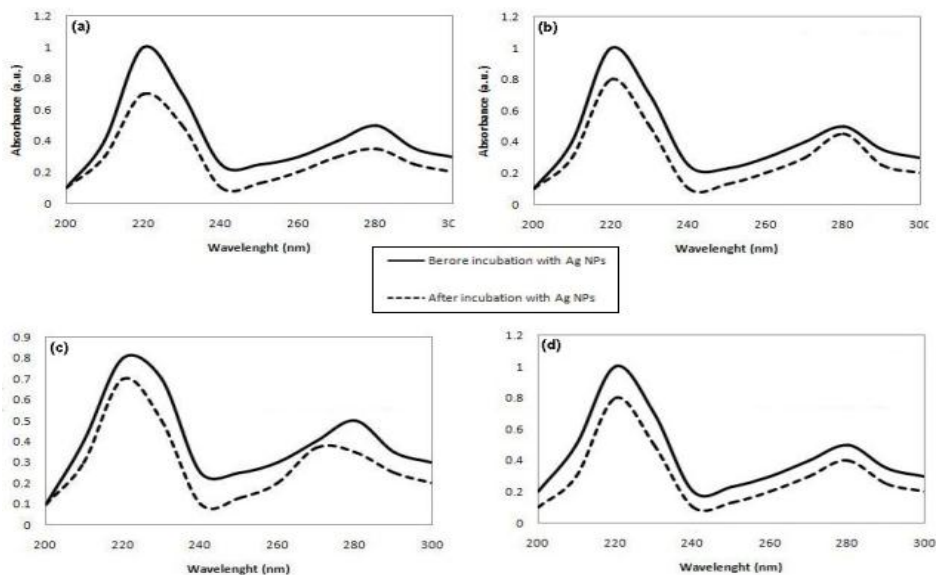 (a)
1.2
1
0.8
0.6
0.4
0.2
0
Absorbance (a.u.)
200 220 240 260 280 30
Wavelenght (nm)
(b)
1.2
1
0.8
0.6
0.4
0.2
0
Absorbance (a.u.)
200 220 240 260 280 300
Wavelenght (nm)
Berore incubation with Ag NPs
After incubation with Ag NPs
(c)
0.9
0.8
0.7
0.6
0.5
0.4
0.3
0.2
0.1
0
200 220 240 260 280 300
Wavelenght (nm)
(d)
1.2
1
0.8
0.6
0.4
0.2
0
200 220 240 260 280 300
Wavelenght (nm)